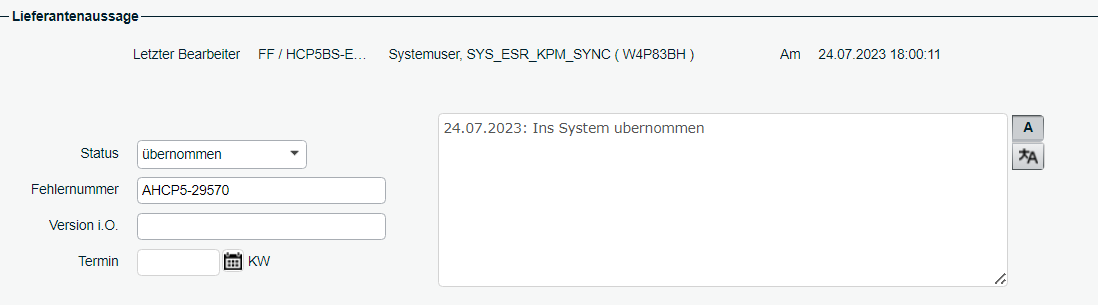 Lieferantenaussage
Letzter Bearbeiter FF / HCP5BS-E... Systemuser, SYS_ESR_KPM_SYNC ( W4P83BH ) Am 24.07.2023 18:00:11
24.07.2023: Ins System ubernommen
A
Status übernommen
Fehlernummer AHCP5-29570
Version i.O.
Termin KW